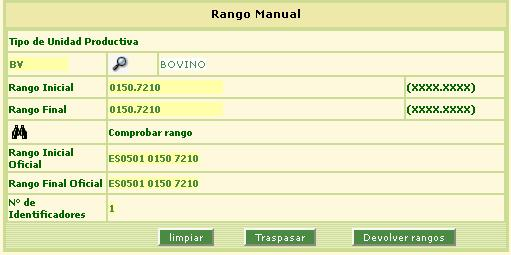 Rango Manual
Tipo de Unidad Productiva
BV BOVINO
Rango Inicial 0150.7210 (XXXX.XXXX)
Rango Final 0150.7210 (XXXX.XXXX)
Comprobar rango
Rango Inicial Oficial ES0501 0150 7210
Rango Final Oficial ES0501 0150 7210
Nº de Identificadores 1
limpiar Traspasar Devolver rangos